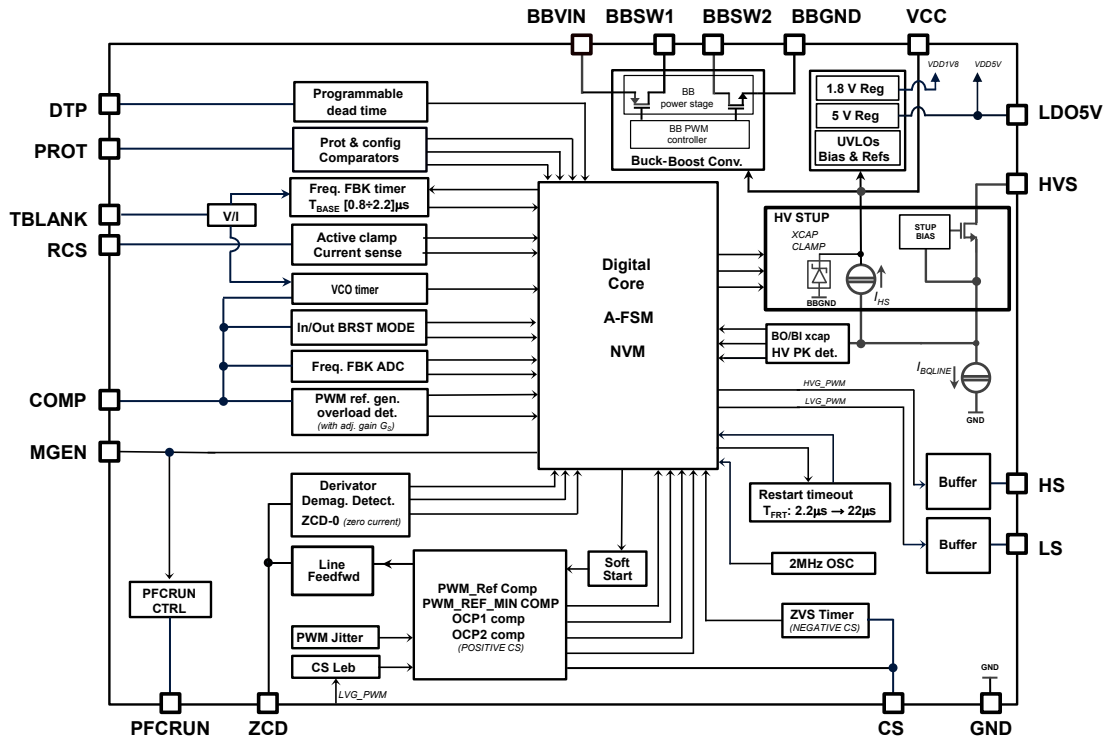 BBVIN BBSW1 BBSW2 BBGND VCC
DTP
PROT
TBLANK
RCS
COMP
MGEN
Programmable
dead time
Prot & config
Comparators
V/I
Freq. FBK timer
TBASE [0.8÷2.2]µs
Active clamp
Current sense
VCO timer
In/Out BRST MODE
Freq. FBK ADC
PWM ref. gen.
overload det.
(with adj. gain GS)
BB
power stage
BB PWM
controller
Buck-Boost Conv.
VDD1V8
VDD5V
1.8 V Reg
5 V Reg
UVLOs
Bias & Refs
LDO5V
HVS
HV STUP
XCAP
CLAMP
BBGND
IHS
STUP
BIAS
Digital
Core
A-FSM
NVM
BO/BI xcap
HV PK det.
IBQLINE
GND
HVG_PWM
LVG_PWM
Buffer
HS
Buffer
LS
Restart timeout
TFRT: 2.2µs → 22µs
2MHz OSC
ZVS Timer
(NEGATIVE CS)
Derivator
Demag. Detect.
ZCD-0 (zero current)
Line
Feedfwd
Soft
Start
PWM_Ref Comp
PWM_REF_MIN COMP
OCP1 comp
OCP2 comp
(POSITIVE CS)
PFCRUN
CTRL
PWM Jitter
CS Leb
LVG_PWM
GND
PFCRUN ZCD CS GND